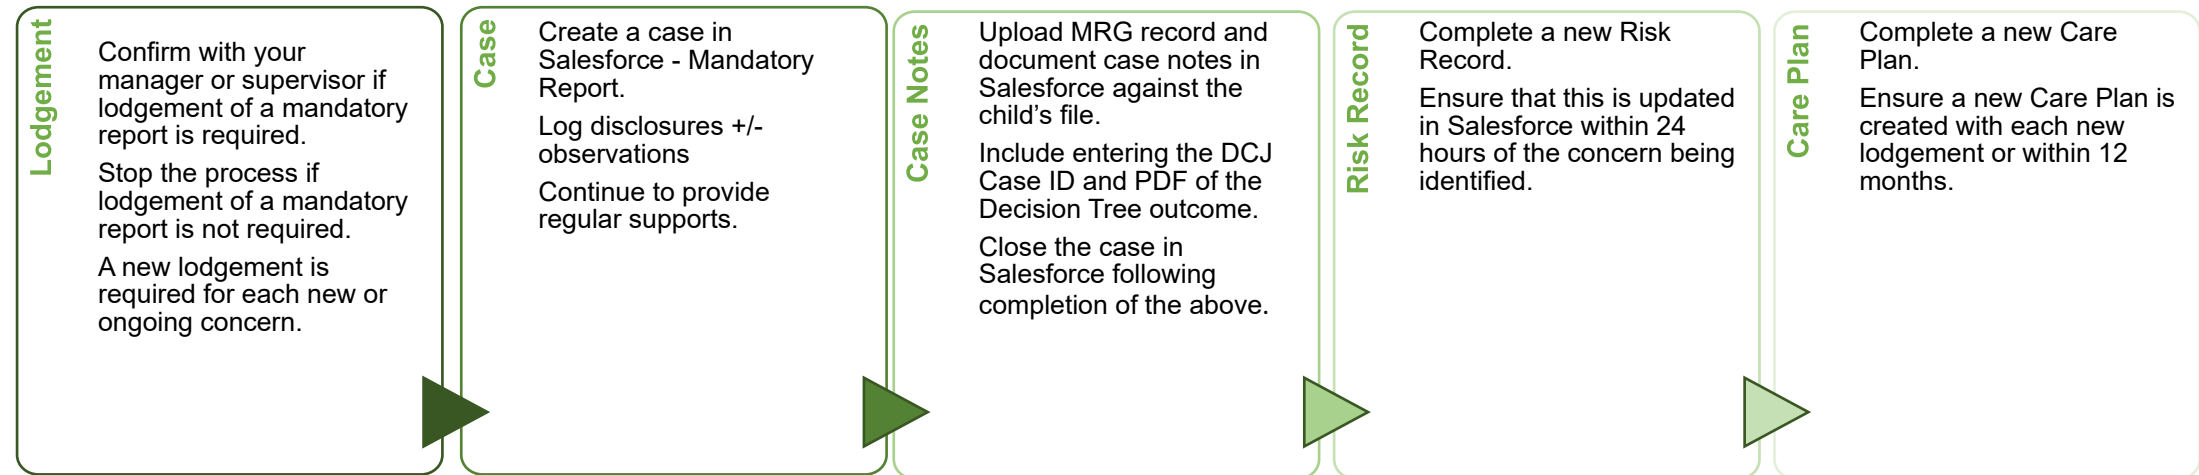 Lodgement
Confirm with your
manager or supervisor if
lodgement of a mandatory
report is required.
Stop the process if
lodgement of a mandatory
report is not required.
A new lodgement is
required for each new or
ongoing concern.
Case
Create a case in
Salesforce - Mandatory
Report.
Log disclosures +/-
observations
Continue to provide
regular supports.
Case Notes
Upload MRG record and
document case notes in
Salesforce against the
child’s file.
Include entering the DCJ
Case ID and PDF of the
Decision Tree outcome.
Close the case in
Salesforce following
completion of the above.
Risk Record
Complete a new Risk
Record.
Ensure that this is updated
in Salesforce within 24
hours of the concern being
identified.
Care Plan
Complete a new Care
Plan.
Ensure a new Care Plan is
created with each new
lodgement or within 12
months.